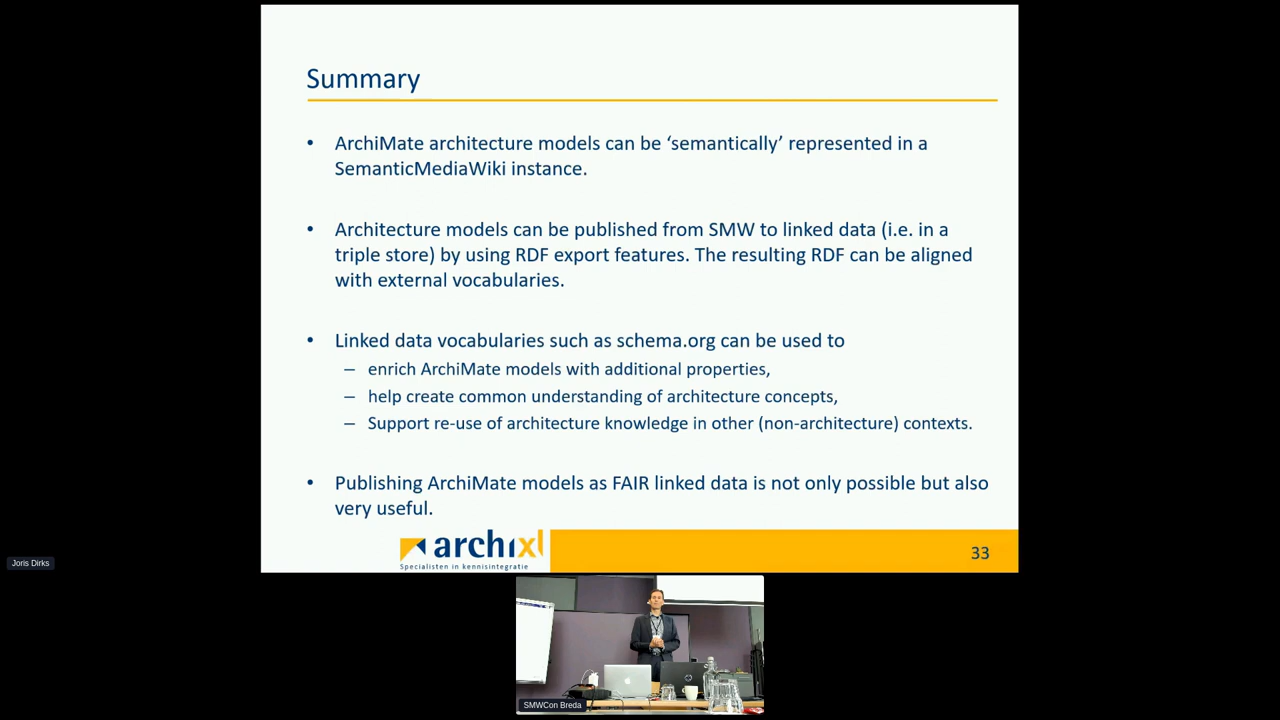 Summary
• ArchiMate architecture models can be ‘semantically’ represented in a
SemanticMediaWiki instance.
• Architecture models can be published from SMW to linked data (i.e. in a
triple store) by using RDF export features. The resulting RDF can be aligned
with external vocabularies.
• Linked data vocabularies such as schema.org can be used to
– enrich ArchiMate models with additional properties,
– help create common understanding of architecture concepts,
– Support re-use of architecture knowledge in other (non-architecture) contexts.
• Publishing ArchiMate models as FAIR linked data is not only possible but also
very useful.
archixl
Specialisten in kennisintegratie
33
Joris Dirks
SMWCon Breda